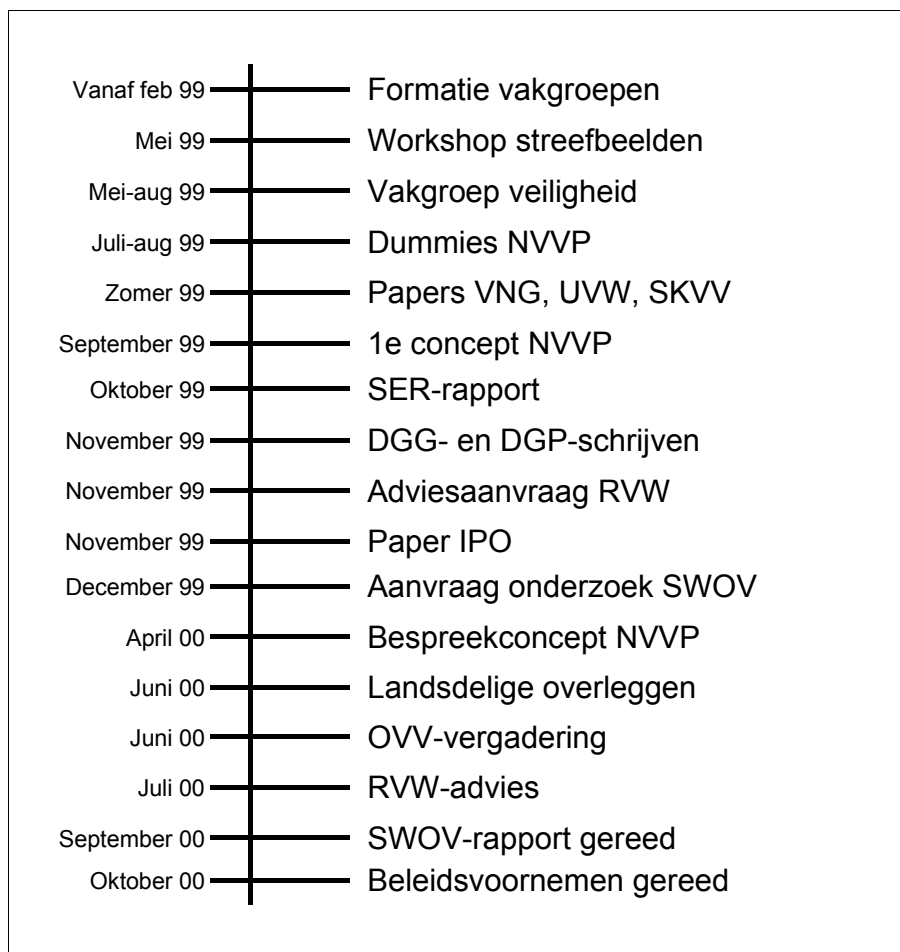 Vanaf feb 99 Formatie vakgroepen
Mei 99 Workshop streefbeelden
Mei-aug 99 Vakgroep veiligheid
Juli-aug 99 Dummies NVVP
Zomer 99 Papers VNG, UVW, SKVV
September 99 1e concept NVVP
Oktober 99 SER-rapport
November 99 DGG- en DGP-schrijven
November 99 Adviesaanvraag RVW
November 99 Paper IPO
December 99 Aanvraag onderzoek SWOV
April 00 Bespreekconcept NVVP
Juni 00 Landsdelige overleggen
Juni 00 OVV-vergadering
Juli 00 RVW-advies
September 00 SWOV-rapport gereed
Oktober 00 Beleidsvoornemen gereed